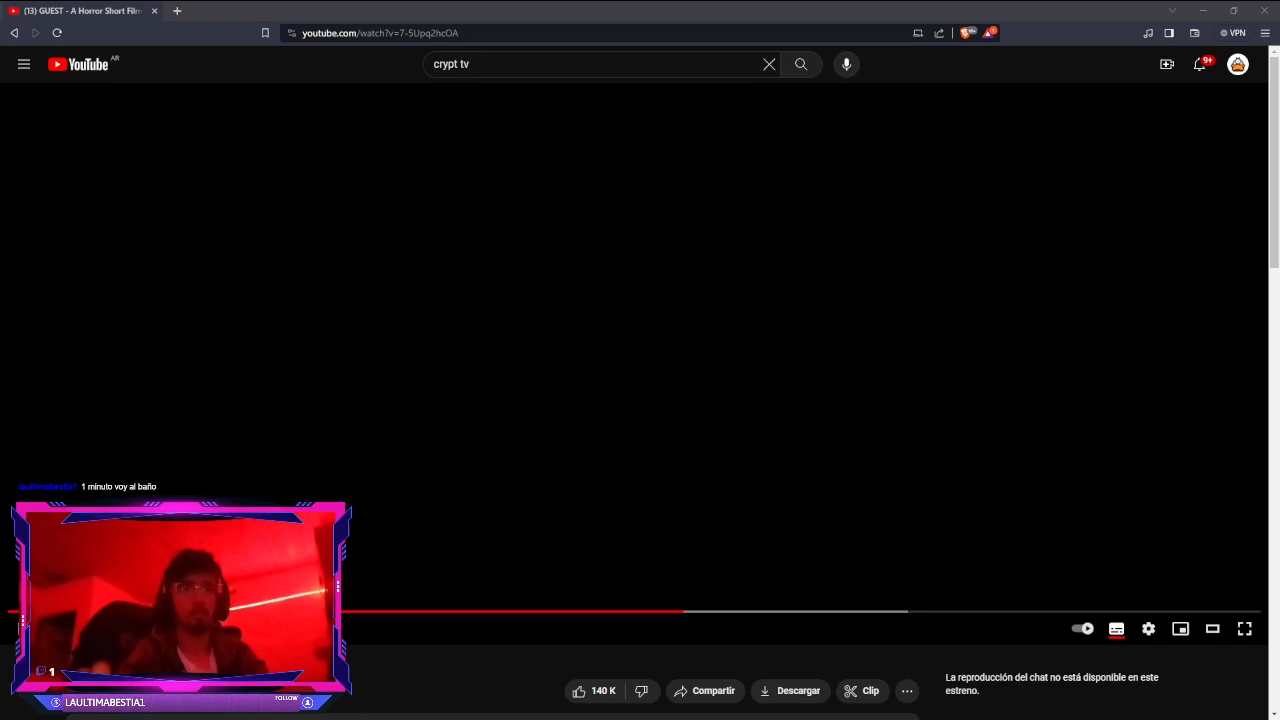 (13) GUEST - A Horror Short Film
youtube.com/watch?v=7-5Upq2hcOA
VPN
YouTube AR
crypt tv
9+
laultimabestia1 1 minuto voy al baño
1
LAULTIMABESTIA1
FOLLOW
140 K
Compartir
Descargar
Clip
La reproducción del chat no está disponible en este
estreno.